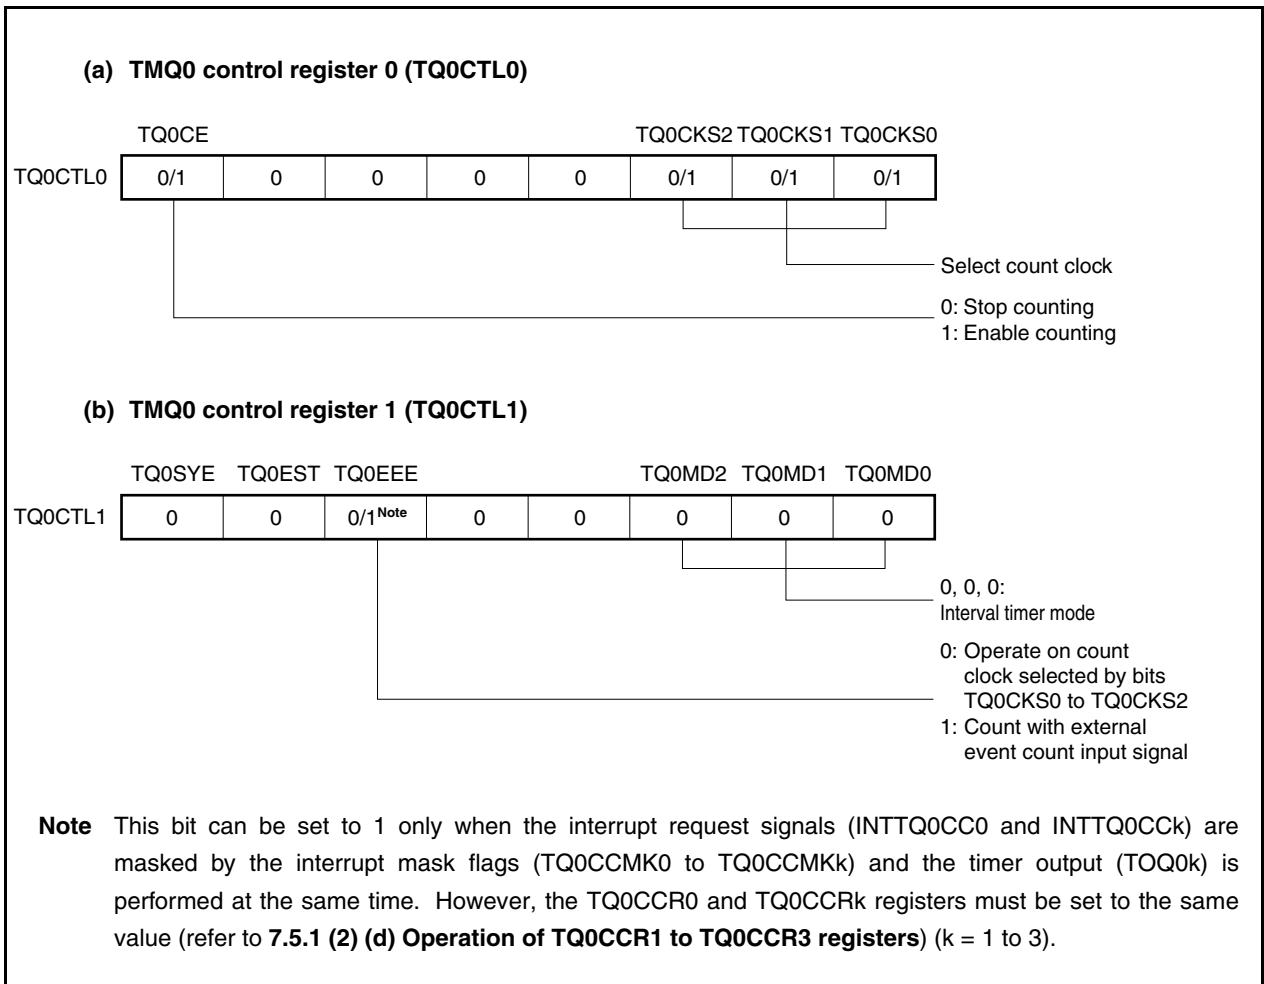 (a) TMQ0 control register 0 (TQ0CTL0)
TQ0CE TQ0CKS2 TQ0CKS1 TQ0CKS0
TQ0CTL0 0/1 0 0 0 0 0/1 0/1 0/1
Select count clock
0: Stop counting
1: Enable counting
(b) TMQ0 control register 1 (TQ0CTL1)
TQ0SYE TQ0EST TQ0EEE TQ0MD2 TQ0MD1 TQ0MD0
TQ0CTL1 0 0 0/1Note 0 0 0 0 0
0, 0, 0:
Interval timer mode
0: Operate on count
clock selected by bits
TQ0CKS0 to TQ0CKS2
1: Count with external
event count input signal
Note This bit can be set to 1 only when the interrupt request signals (INTTQ0CC0 and INTTQ0CCk) are
masked by the interrupt mask flags (TQ0CCMK0 to TQ0CCMKk) and the timer output (TOQ0k) is
performed at the same time. However, the TQ0CCR0 and TQ0CCRk registers must be set to the same
value (refer to 7.5.1 (2) (d) Operation of TQ0CCR1 to TQ0CCR3 registers) (k = 1 to 3).